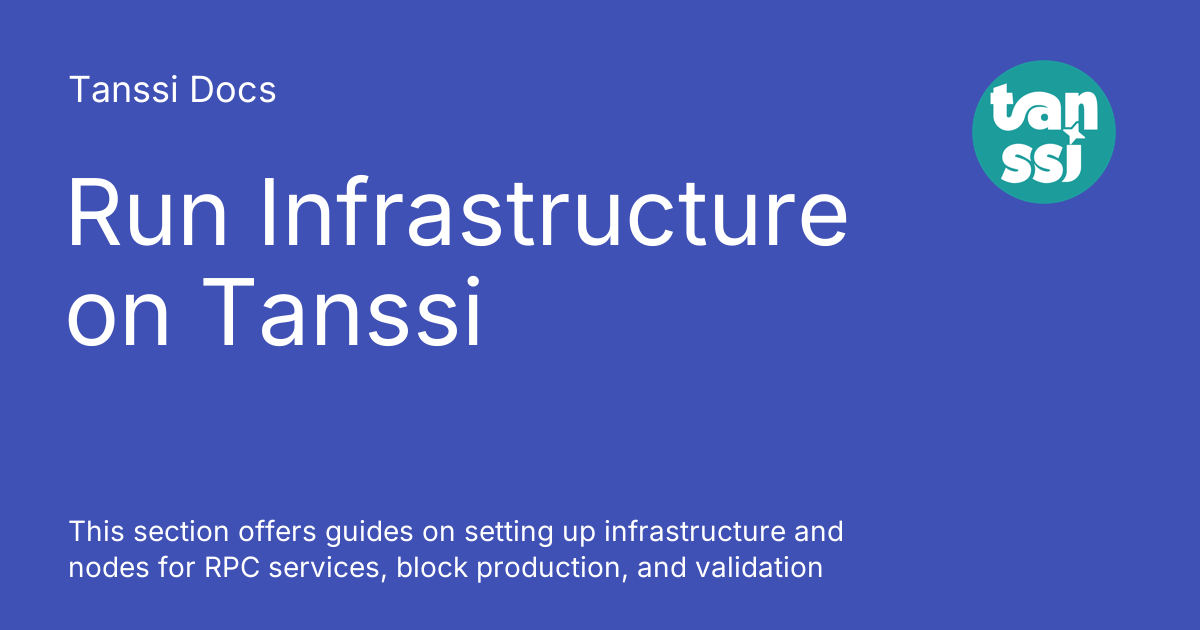 Tanssi Docs
tan
ssi
Run Infrastructure
on Tanssi
This section offers guides on setting up infrastructure and
nodes for RPC services, block production, and validation